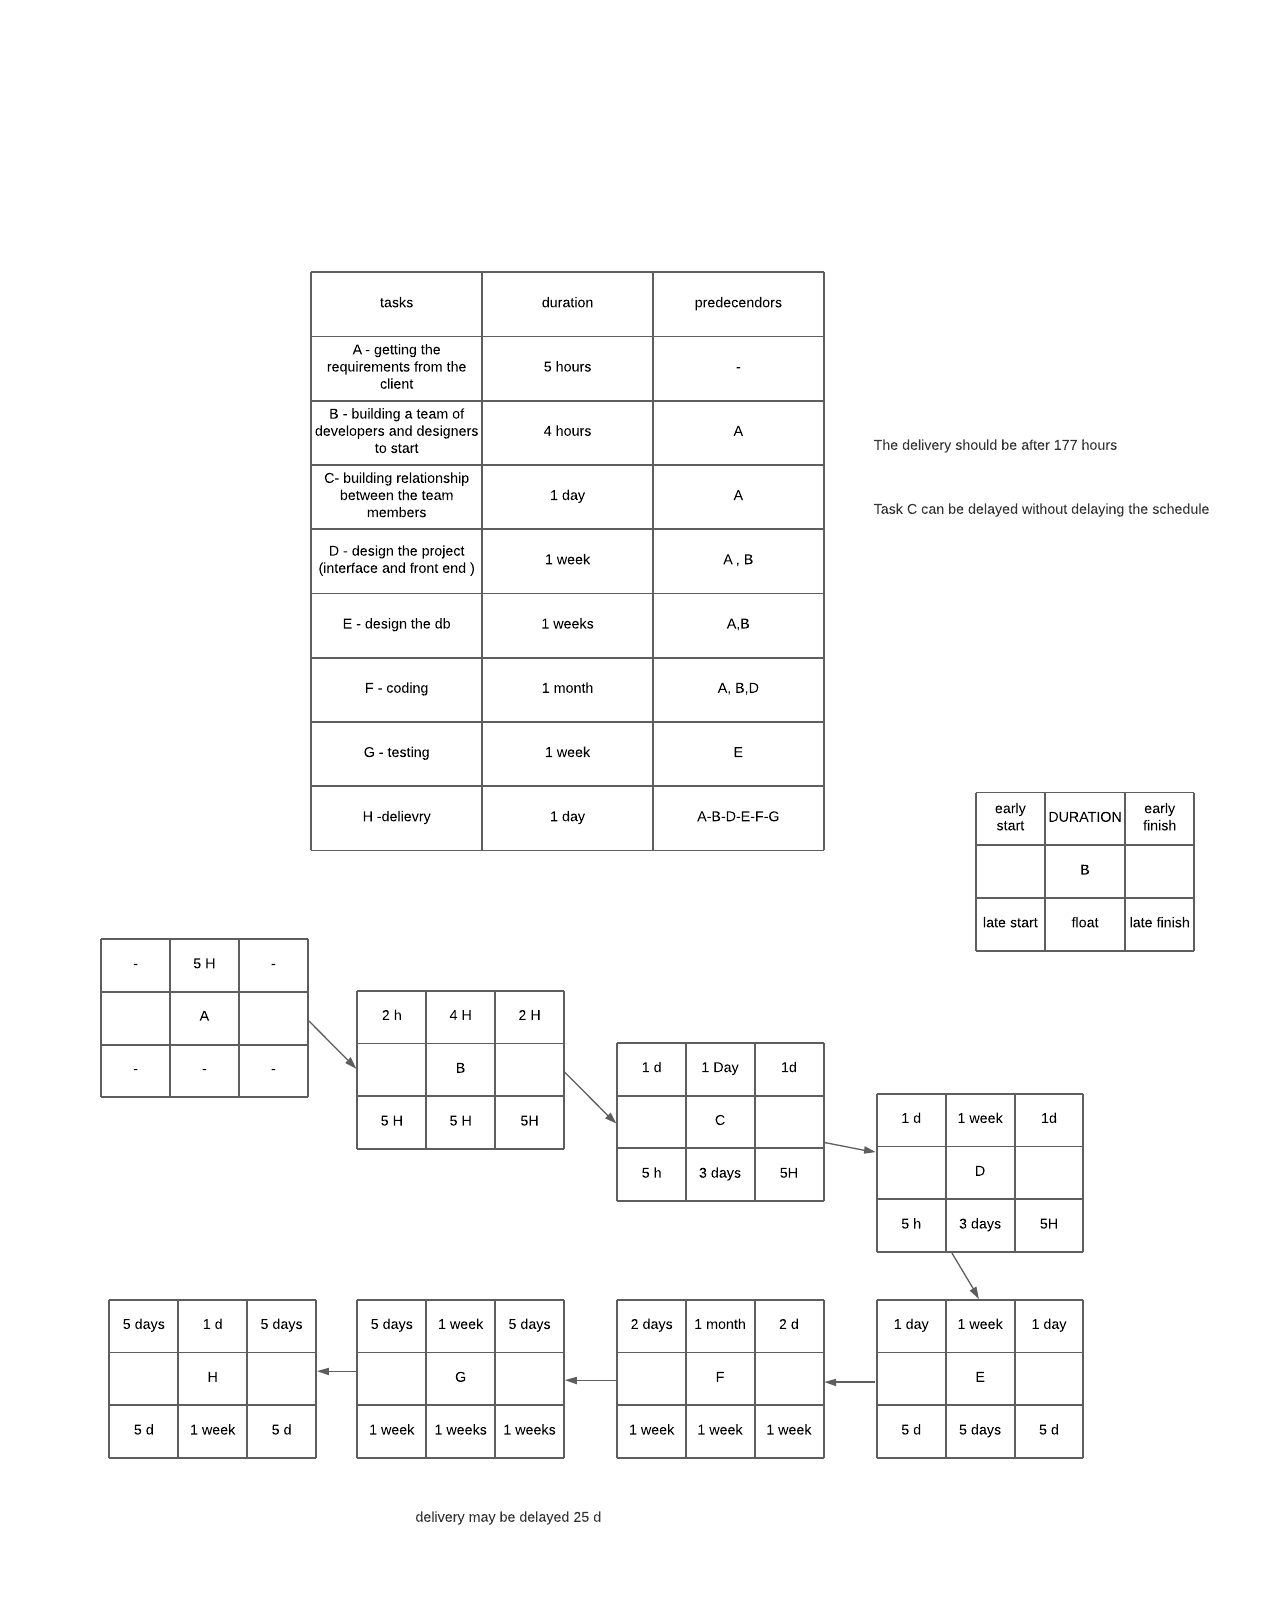 tasks
duration
predecendors
A - getting the
requirements from the
client
5 hours
-
B - building a team of
developers and designers
to start
4 hours
A
The delivery should be after 177 hours
C- building relationship
between the team
members
1 day
A
Task C can be delayed without delaying the schedule
D - design the project
(interface and front end )
1 week
A , B
E - design the db
1 weeks
A,B
F - coding
1 month
A, B,D
G - testing
1 week
E
H -delievry
1 day
A-B-D-E-F-G
early
start
DURATION
early
finish
B
late start
float
late finish
-
5 H
-
A
-
-
-
2 h
4 H
2 H
B
5 H
5 H
5H
1 d
1 Day
1d
C
5 h
3 days
5H
1 d
1 week
1d
D
5 h
3 days
5H
5 days
1 d
5 days
H
5 d
1 week
5 d
5 days
1 week
5 days
G
1 week
1 weeks
1 weeks
2 days
1 month
2 d
F
1 week
1 week
1 week
1 day
1 week
1 day
E
5 d
5 days
5 d
delivery may be delayed 25 d